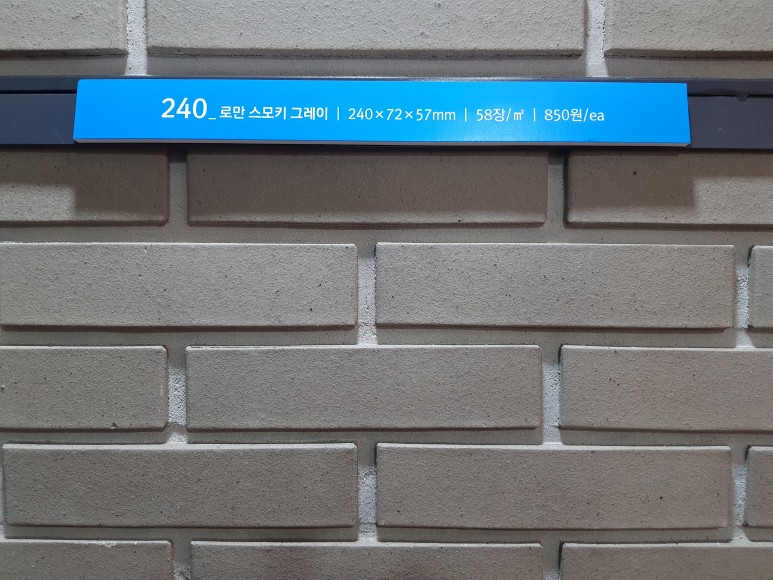 240_ 로만 스모키 그레이 | 240×72×57mm | 58장/㎡ | 850원/ea